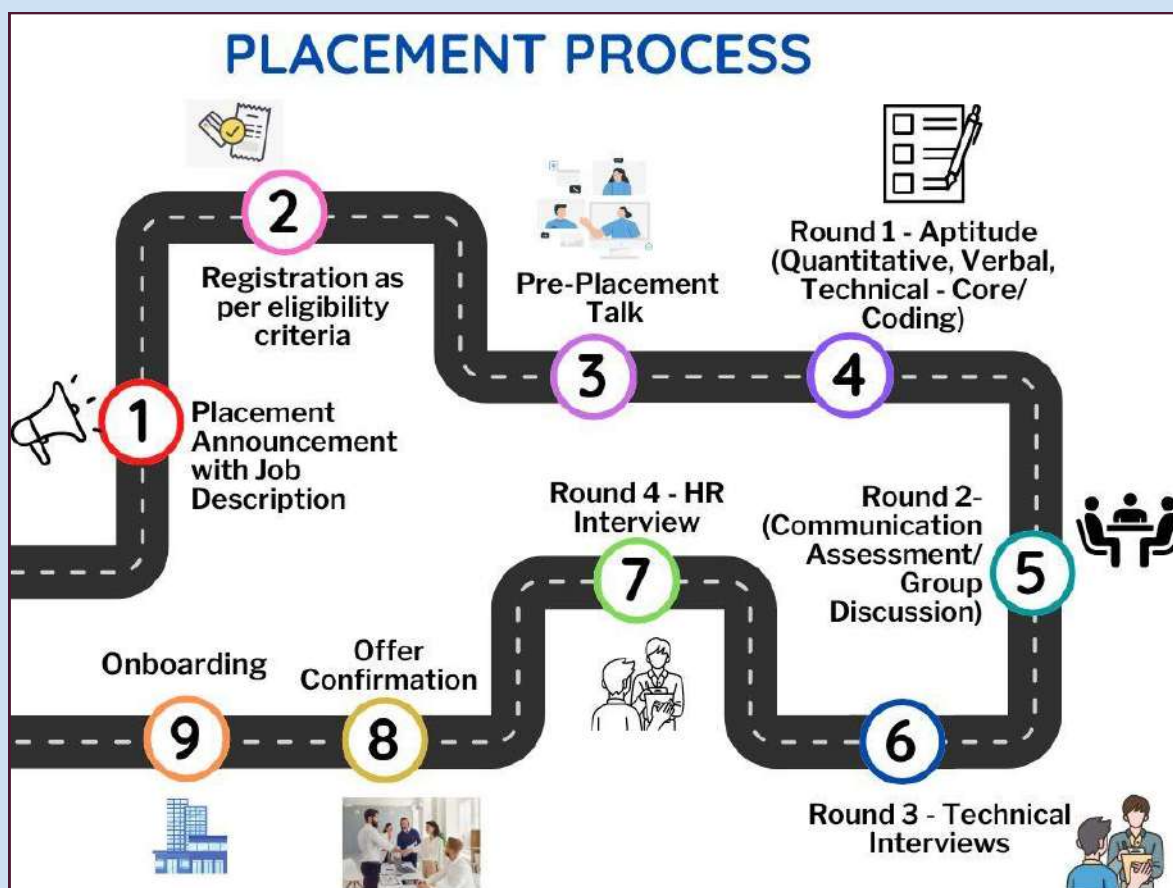 PLACEMENT PROCESS
1
Placement
Announcement
with Job
Description
2
Registration as
per eligibility
criteria
Pre-Placement
Talk
3
Round 1 - Aptitude
(Quantitative, Verbal,
Technical - Core/
Coding)
4
Round 2-
(Communication
Assessment/
Group
Discussion)
5
6
Round 3 - Technical
Interviews
Round 4 - HR
Interview
7
Offer
Confirmation
8
Onboarding
9